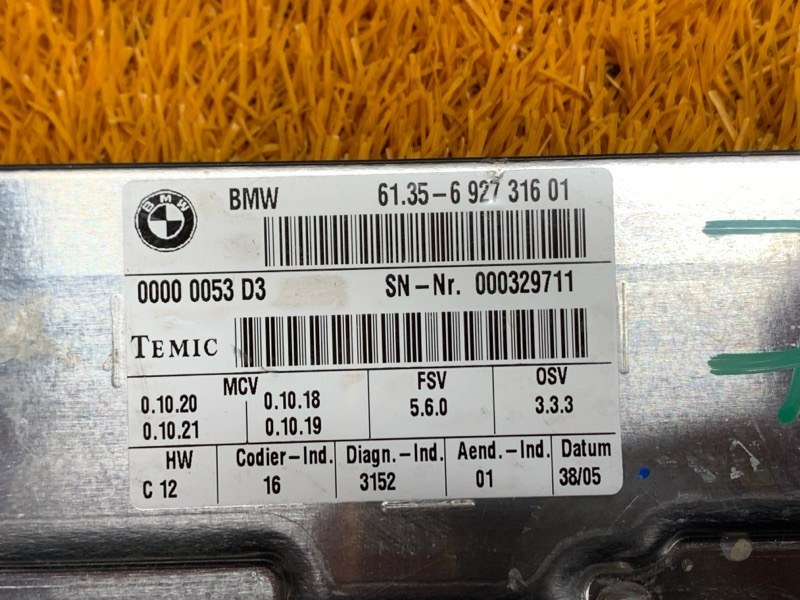 BMW
BMW 61.35-6 927 316 01
0000 0053 D3 SN-Nr. 000329711
TEMIC
MCV FSV OSV
0.10.20 0.10.18 5.6.0 3.3.3
0.10.21 0.10.19
HW Codier-Ind. Diagn.-Ind. Aend.-Ind. Datum
C 12 16 3152 01 38/05